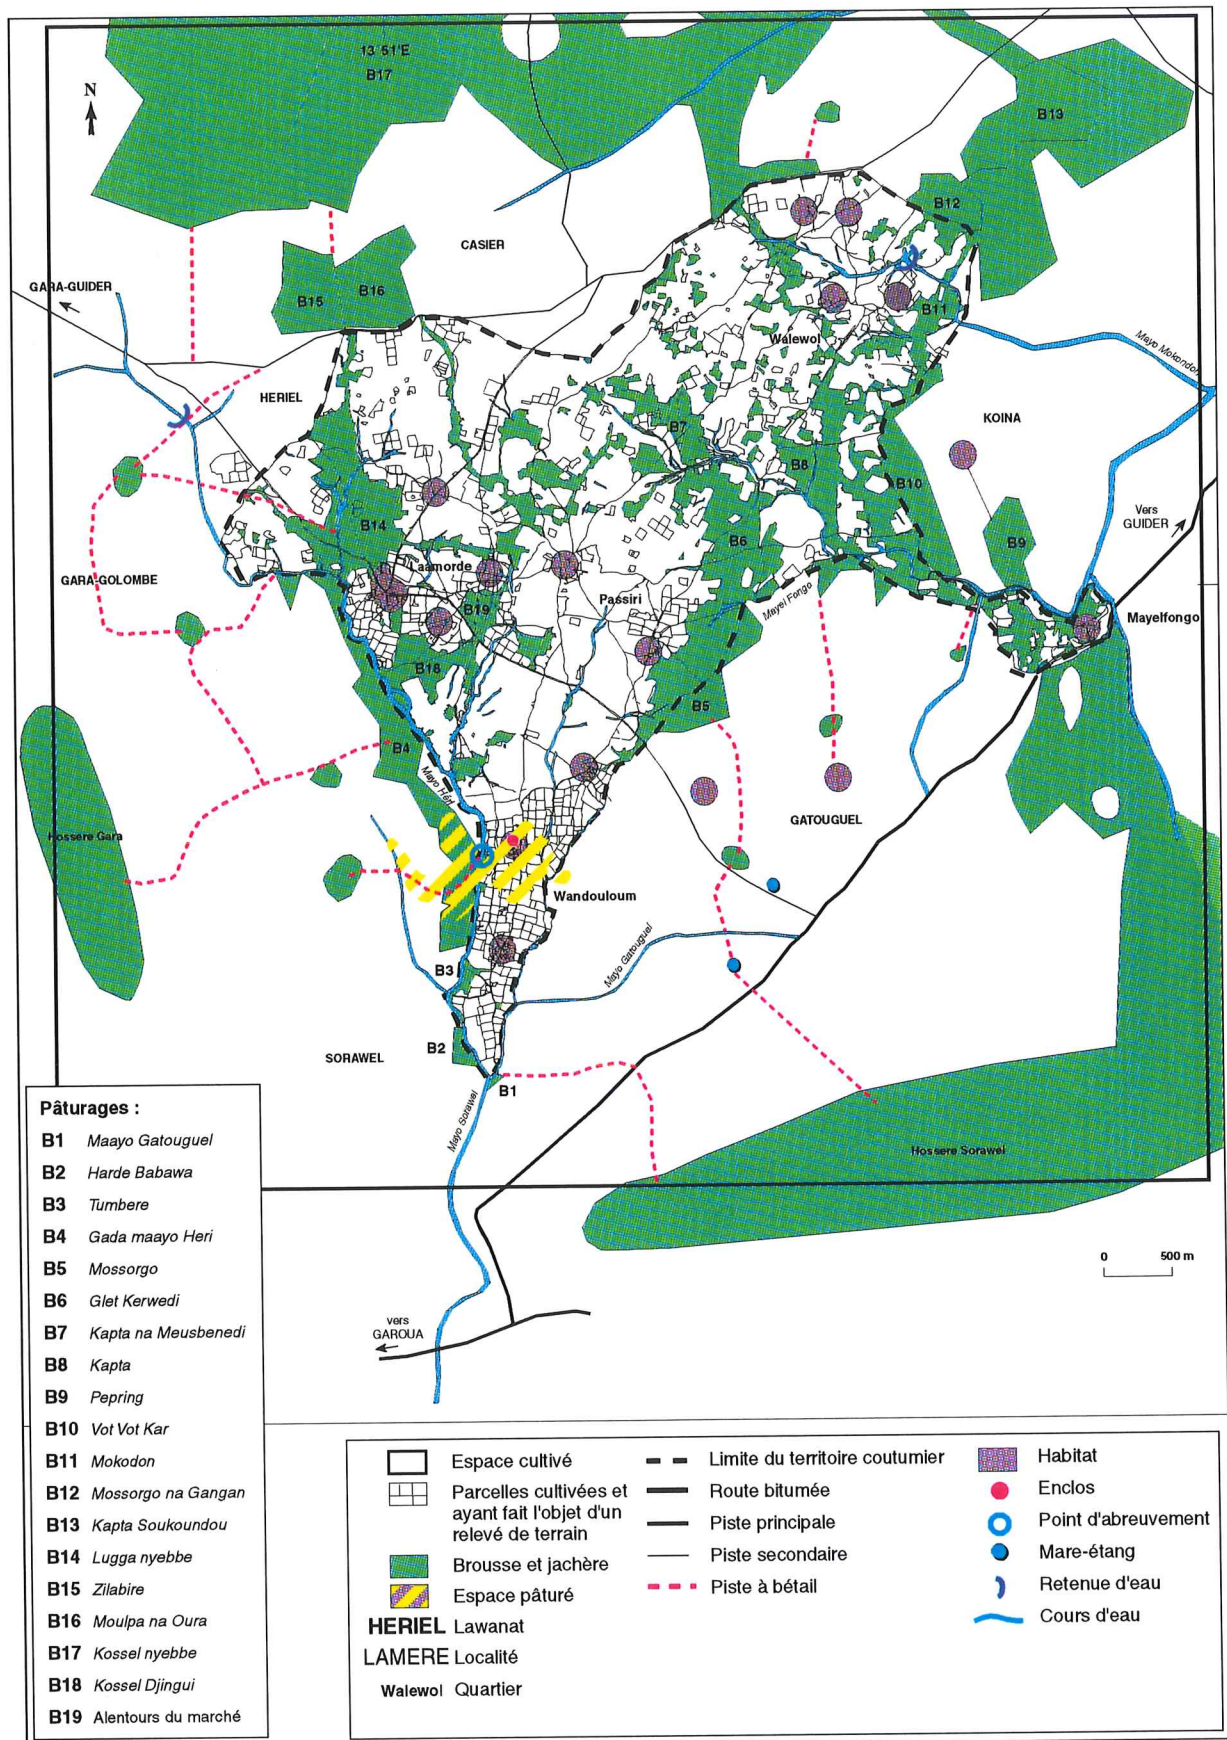 13 51'E
B17
N
B13
B12
CASIER
GARA-GUIDER
B16
B15
B11
Walewol
Mayo Mokondon
HERIEL
KOINA
B7
B8
B10
Vers
GUIDER
B14
B9
B6
Laamorde
GARA-GOLOMBE
Passiri
Mayel Fongo
B19
Mayelfongo
B18
B5
B4
Mayo Héri
Hossere Gara
GATOUGUEL
Wandouloum
Mayo Gatouguel
B3
B2
SORAWEL
B1
Mayo Sorawel
Hossere Sorawel
0 500 m
vers
GAROUA
Pâturages :
B1 Maayo Gatouguel
B2 Harde Babawa
B3 Tumbere
B4 Gada maayo Heri
B5 Mossorgo
B6 Glet Kerwedi
B7 Kapta na Meusbenedi
B8 Kapta
B9 Pepring
B10 Vot Vot Kar
B11 Mokodon
B12 Mossorgo na Gangan
B13 Kapta Soukoundou
B14 Lugga nyebbe
B15 Zilabire
B16 Moulpa na Oura
B17 Kossel nyebbe
B18 Kossel Djingui
B19 Alentours du marché
Espace cultivé
Parcelles cultivées et
ayant fait l'objet d'un
relevé de terrain
Brousse et jachère
Espace pâturé
HERIEL Lawanat
LAMERE Localité
Walewol Quartier
Limite du territoire coutumier
Route bitumée
Piste principale
Piste secondaire
Piste à bétail
Habitat
Enclos
Point d'abreuvement
Mare-étang
Retenue d'eau
Cours d'eau